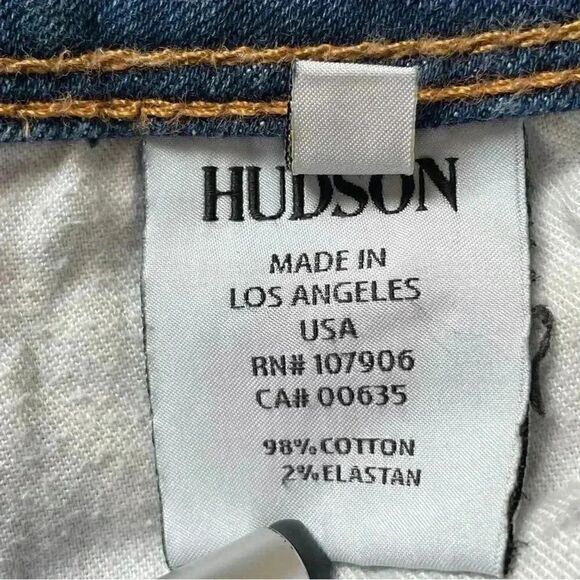 HUDSON
MADE IN
LOS ANGELES
USA
RN# 107906
CA# 00635
98% COTTON
2% ELASTAN